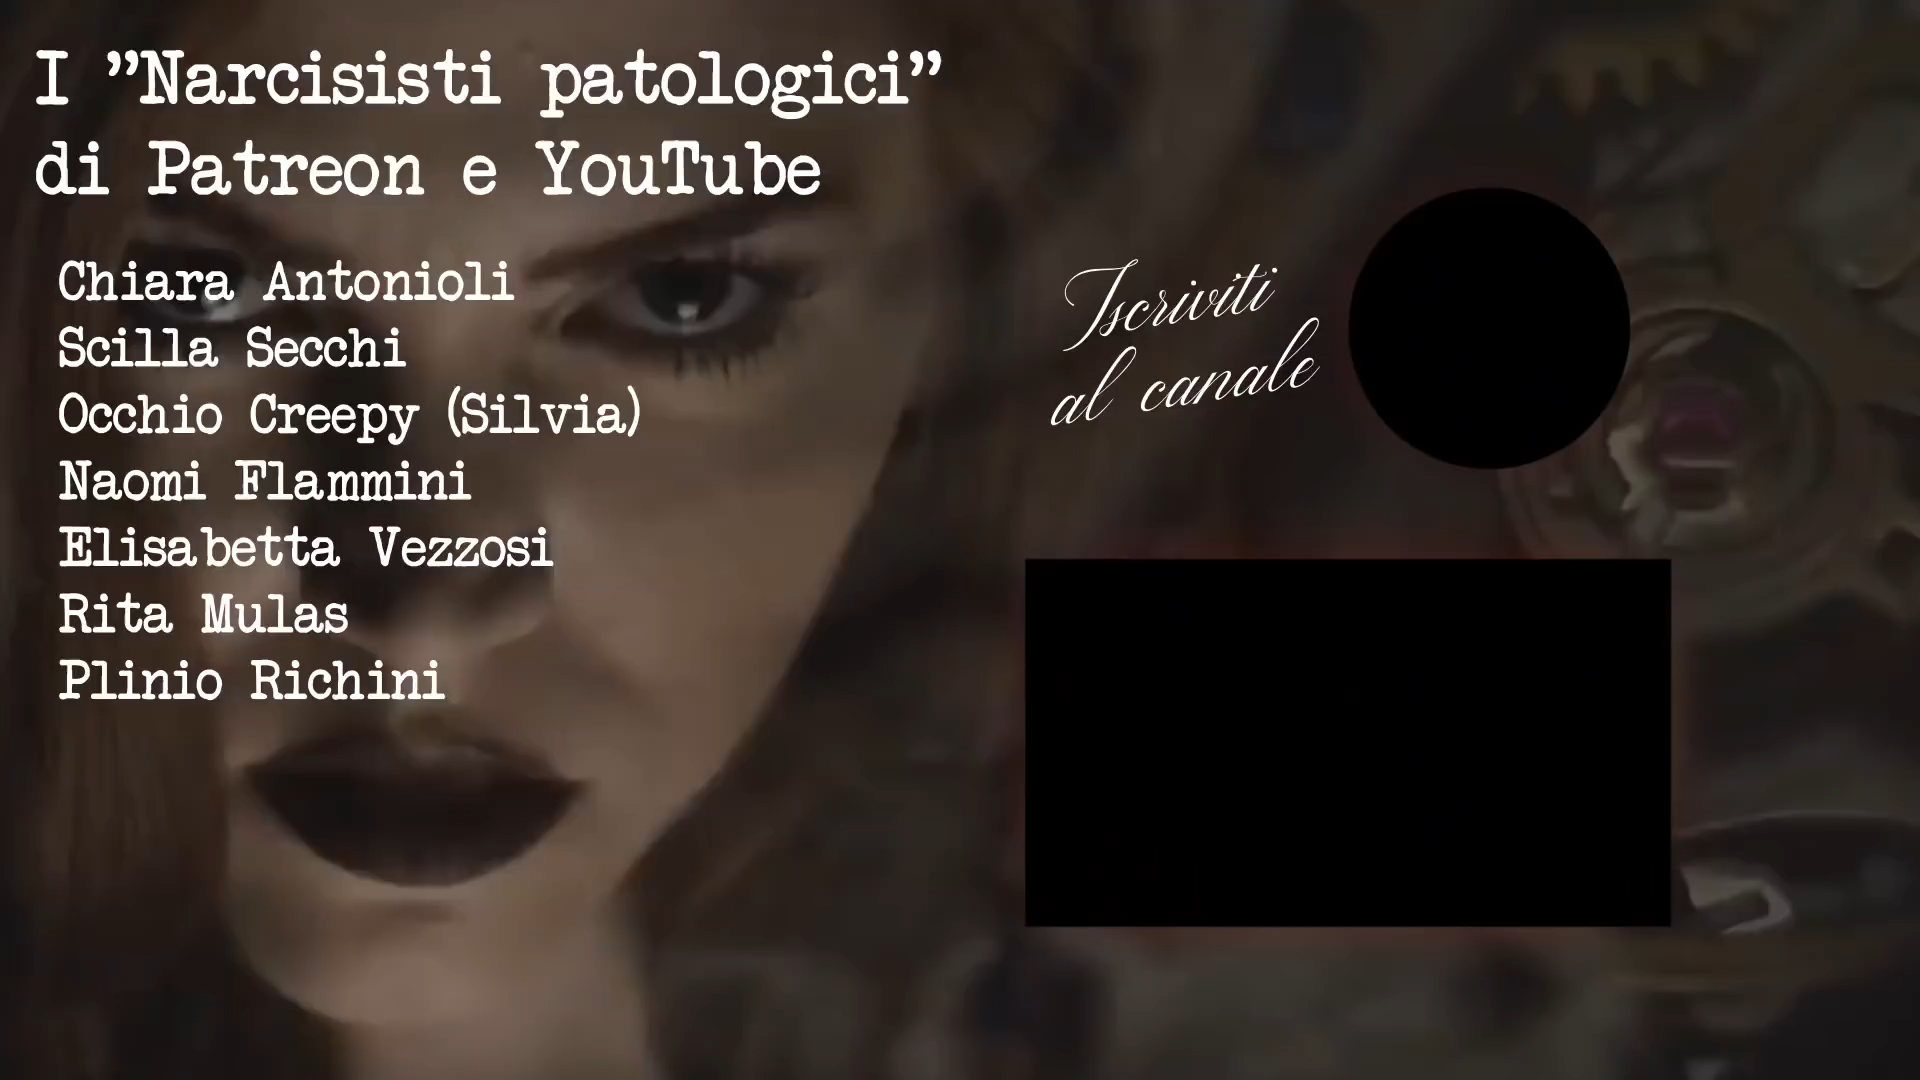 I ”Narcisisti patologici”
di Patreon e YouTube
Chiara Antonioli
Scilla Secchi
Occhio Creepy (Silvia)
Naomi Flammini
Elisabetta Vezzosi
Rita Mulas
Plinio Richini
Iscriviti
al canale